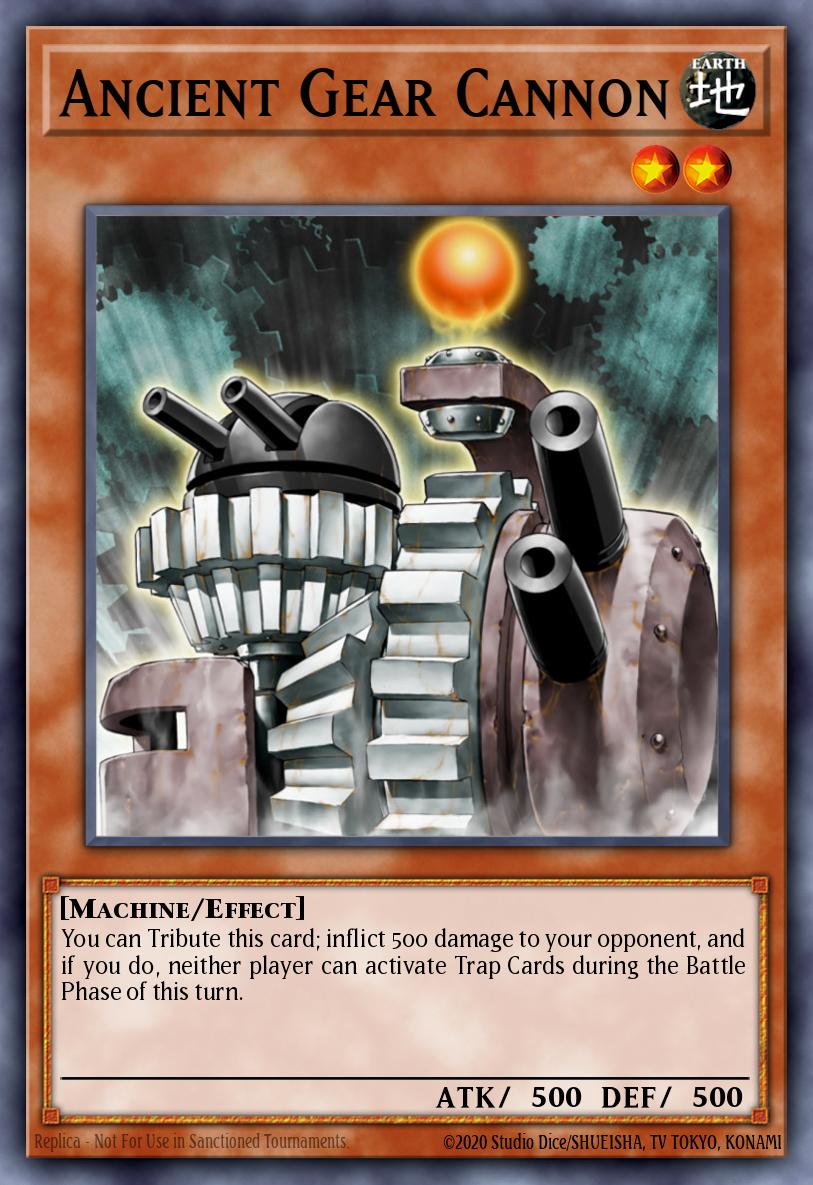 Ancient Gear Cannon
EARTH
地
[Machine/Effect]
You can Tribute this card; inflict 500 damage to your opponent, and
if you do, neither player can activate Trap Cards during the Battle
Phase of this turn.
ATK/ 500 DEF/ 500
Replica - Not For Use in Sanctioned Tournaments.
©2020 Studio Dice/SHUEISHA, TV TOKYO, KONAMI